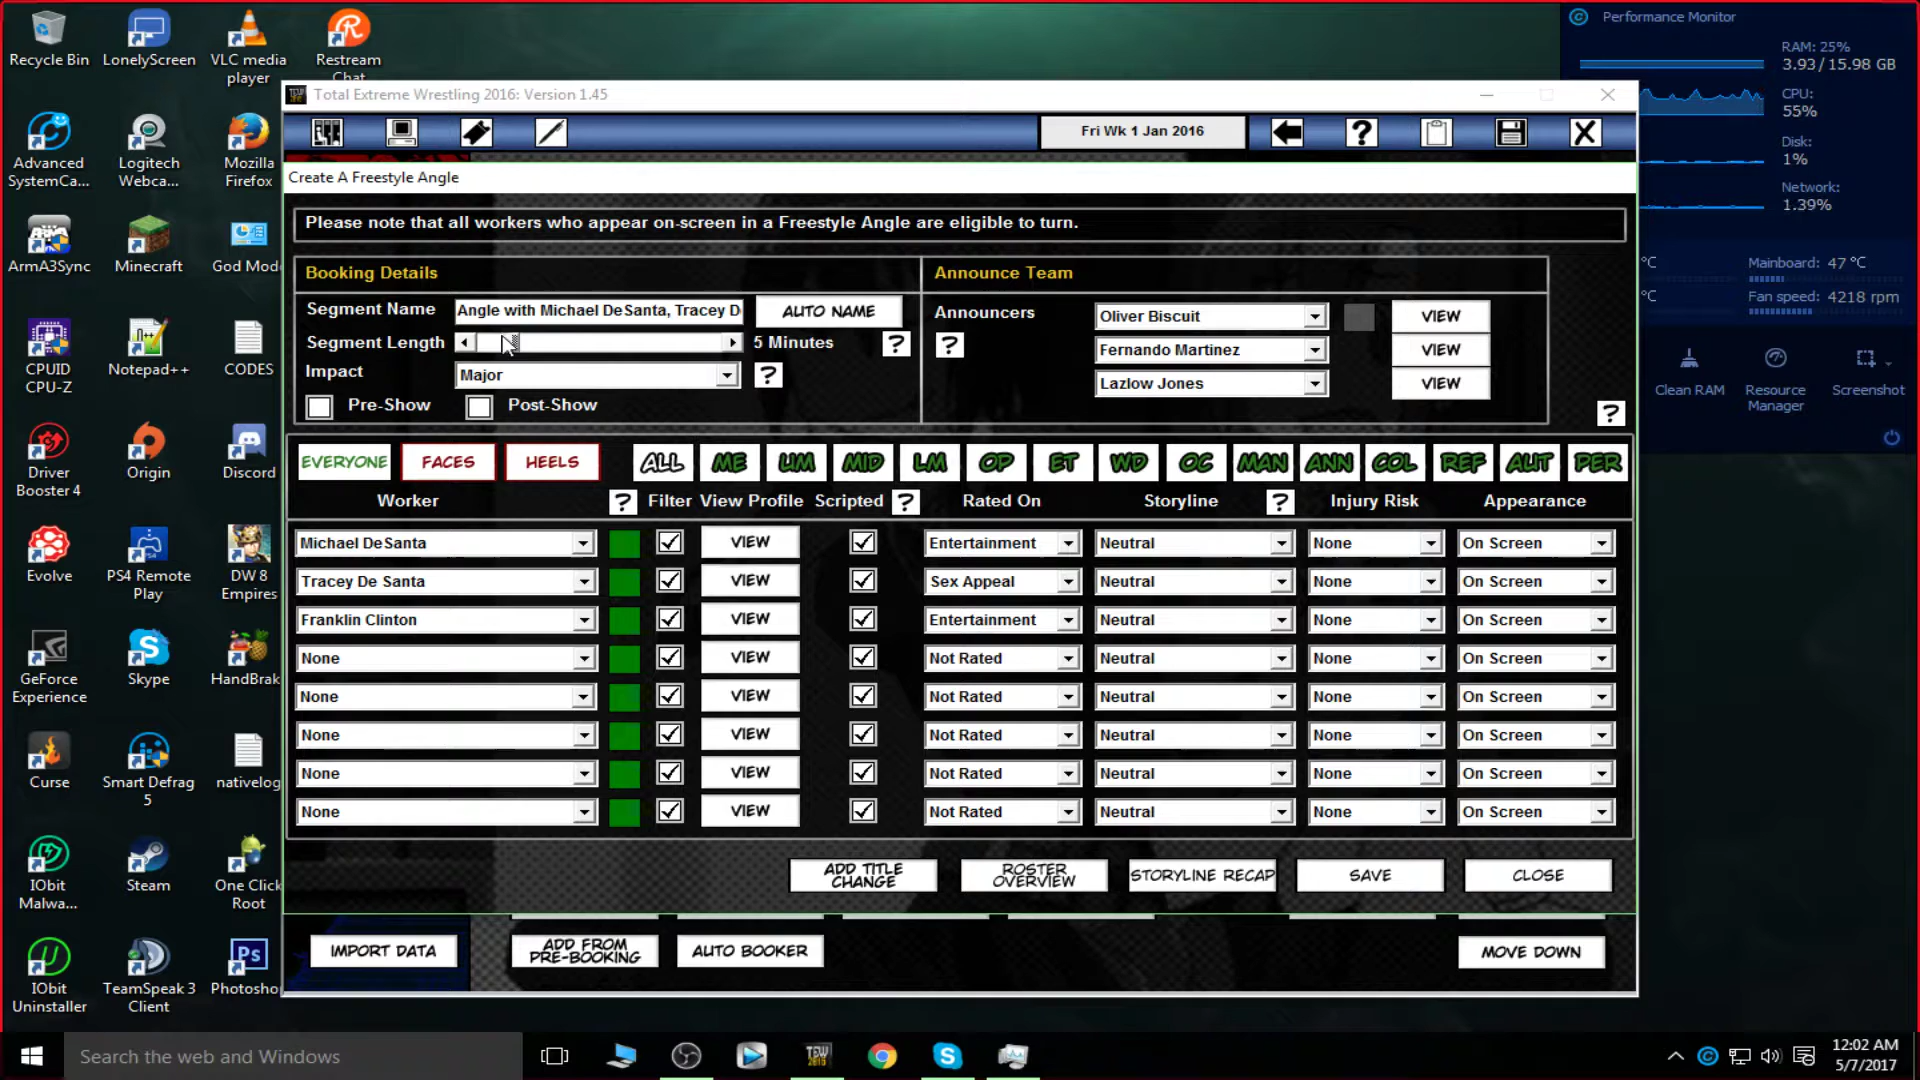 Recycle Bin
LonelyScreen
VLC media
player
Restream
Chat
Advanced
SystemCa...
Logitech
Webca...
Mozilla
Firefox
ArmA3Sync
Minecraft
God Mode
CPUID
CPU-Z
Notepad++
CODES
Driver
Booster 4
Origin
Discord
Evolve
PS4 Remote
Play
DW 8
Empires
GeForce
Experience
Skype
HandBrak
Curse
Smart Defrag
5
nativelog
IObit
Malwa...
Steam
One Click
Root
IObit
Uninstaller
TeamSpeak 3
Client
Photosho
Total Extreme Wrestling 2016: Version 1.45
Fri Wk 1 Jan 2016
Create A Freestyle Angle
Please note that all workers who appear on-screen in a Freestyle Angle are eligible to turn.
Booking Details
Segment Name
Angle with Michael DeSanta, Tracey D
AUTO NAME
Segment Length
5 Minutes
?
Impact
Major
?
Pre-Show
Post-Show
Announce Team
Announcers
?
Oliver Biscuit
VIEW
Fernando Martinez
VIEW
Lazlow Jones
VIEW
?
EVERYONE FACES HEELS ALL ME UM MID LM OP ET WD OC MAN ANN COL REF AUT PER
Worker ? Filter View Profile Scripted ? Rated On Storyline ? Injury Risk Appearance
Michael DeSanta VIEW Entertainment Neutral None On Screen
Tracey De Santa VIEW Sex Appeal Neutral None On Screen
Franklin Clinton VIEW Entertainment Neutral None On Screen
None VIEW Not Rated Neutral None On Screen
None VIEW Not Rated Neutral None On Screen
None VIEW Not Rated Neutral None On Screen
None VIEW Not Rated Neutral None On Screen
None VIEW Not Rated Neutral None On Screen
ADD TITLE
CHANGE
ROSTER
OVERVIEW
STORYLINE RECAP
SAVE
CLOSE
IMPORT DATA
ADD FROM
PRE-BOOKING
AUTO BOOKER
MOVE DOWN
Performance Monitor
RAM: 25%
3.93/15.98 GB
CPU:
55%
Disk:
1%
Network:
1.39%
°C
Mainboard: 47 °C
°C
Fan speed: 4218 rpm
Clean RAM
Resource
Manager
Screenshot
Search the web and Windows
12:02 AM
5/7/2017